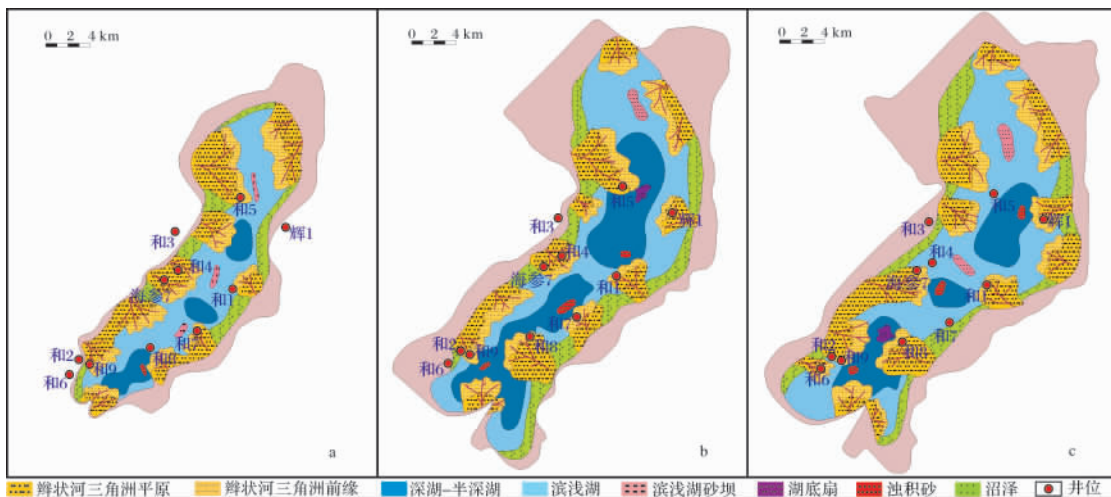 0 2 4 km
和5
和3
辉1
和4
海参7
和1
和7
和2
和8
和9
和6
a
0 2 4 km
和5
和3
辉1
和4
海参7
和1
和7
和8
和2
和9
和6
b
0 2 4 km
和5
和3
辉1
和4
海参7
和1
和7
和8
和2
和9
和6
c
辫状河三角洲平原 辫状河三角洲前缘 深湖-半深湖 滨浅湖 滨浅湖砂坝 湖底扇 浊积砂 沼泽 井位